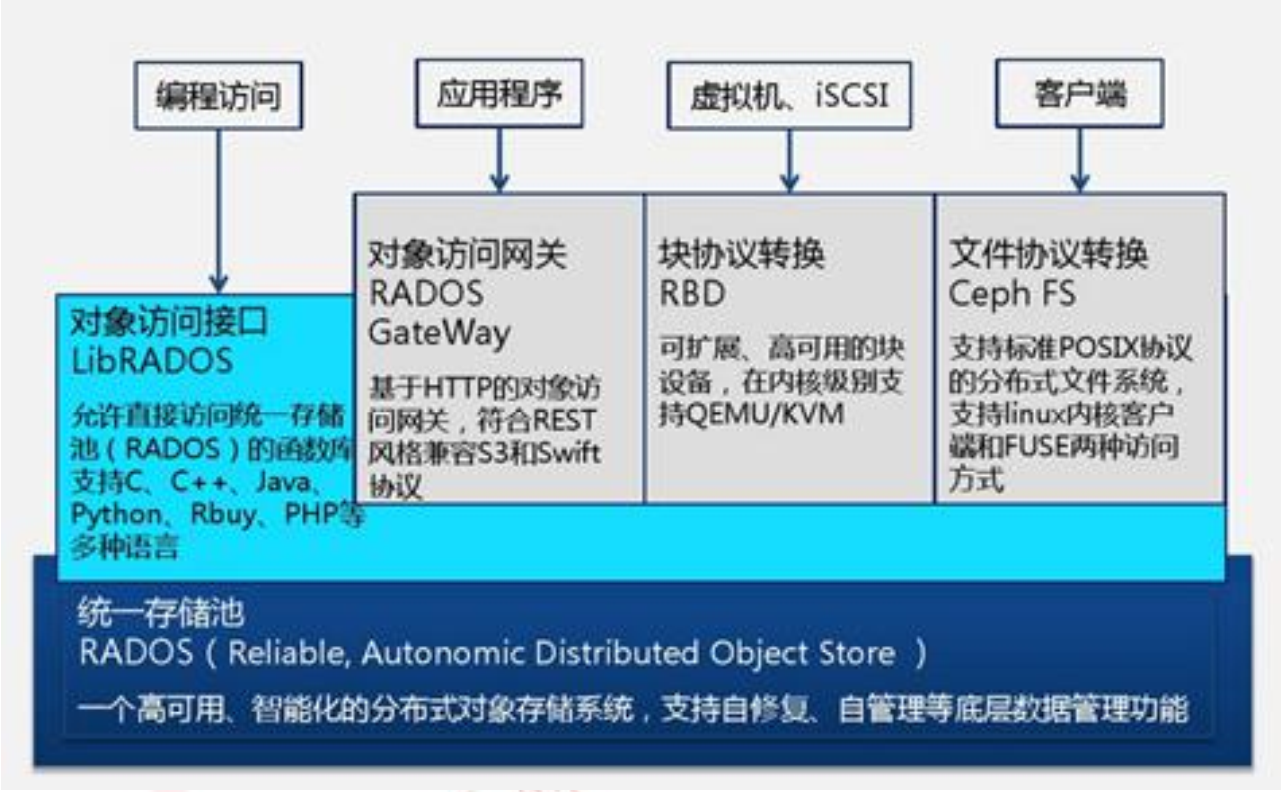 编程访问
应用程序
虚拟机、iSCSI
客户端
对象访问接口
LibRADOS
允许直接访问统一存储
池（RADOS）的函数库
支持C、C++、Java、
Python、Rbuy、PHP等
多种语言
对象访问网关
RADOS
GateWay
基于HTTP的对象访
问网关，符合REST
风格兼容S3和Swift
协议
块协议转换
RBD
可扩展、高可用的块
设备，在内核级别支
持QEMU/KVM
文件协议转换
Ceph FS
支持标准POSIX协议
的分布式文件系统，
支持linux内核客户
端和FUSE两种访问
方式
统一存储池
RADOS（Reliable, Autonomic Distributed Object Store ）
一个高可用、智能化的分布式对象存储系统，支持自修复、自管理等底层数据管理功能